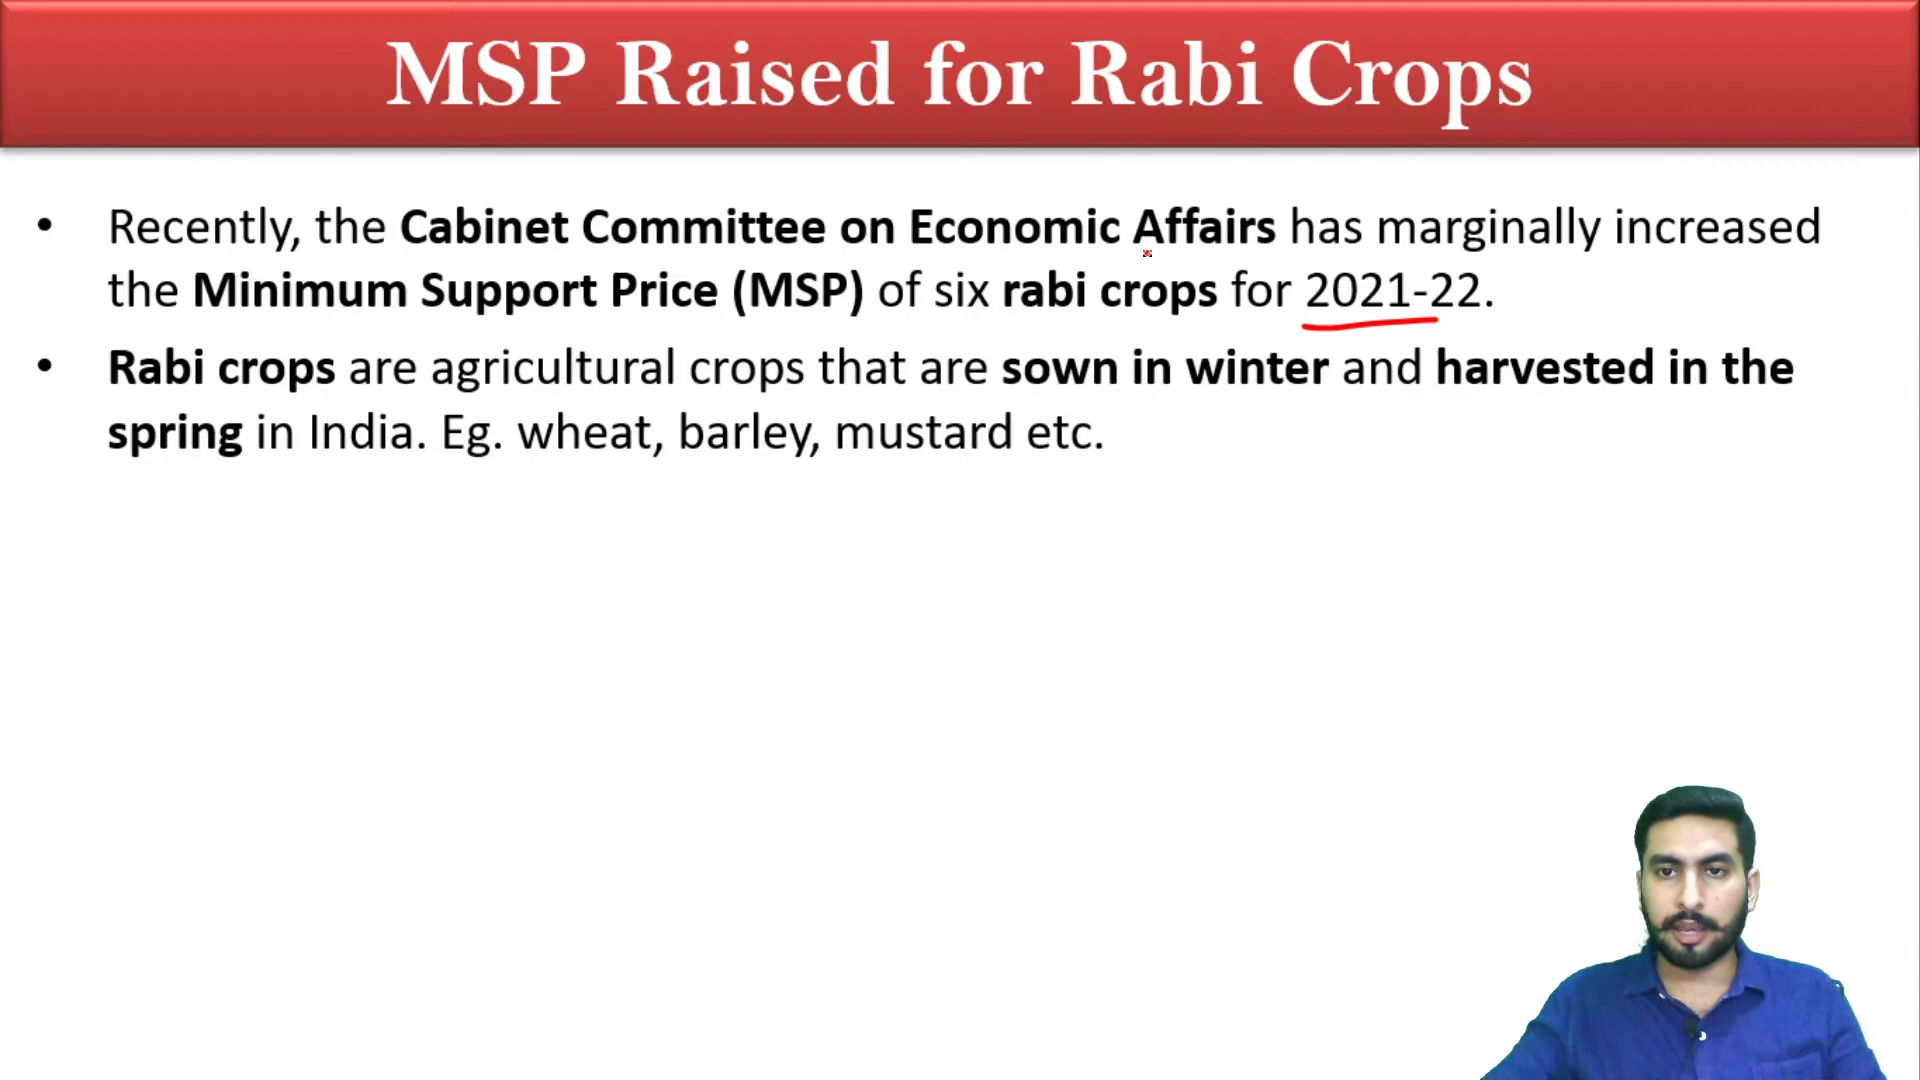 MSP Raised for Rabi Crops
• Recently, the Cabinet Committee on Economic Affairs has marginally increased
the Minimum Support Price (MSP) of six rabi crops for 2021-22.
• Rabi crops are agricultural crops that are sown in winter and harvested in the
spring in India. Eg. wheat, barley, mustard etc.